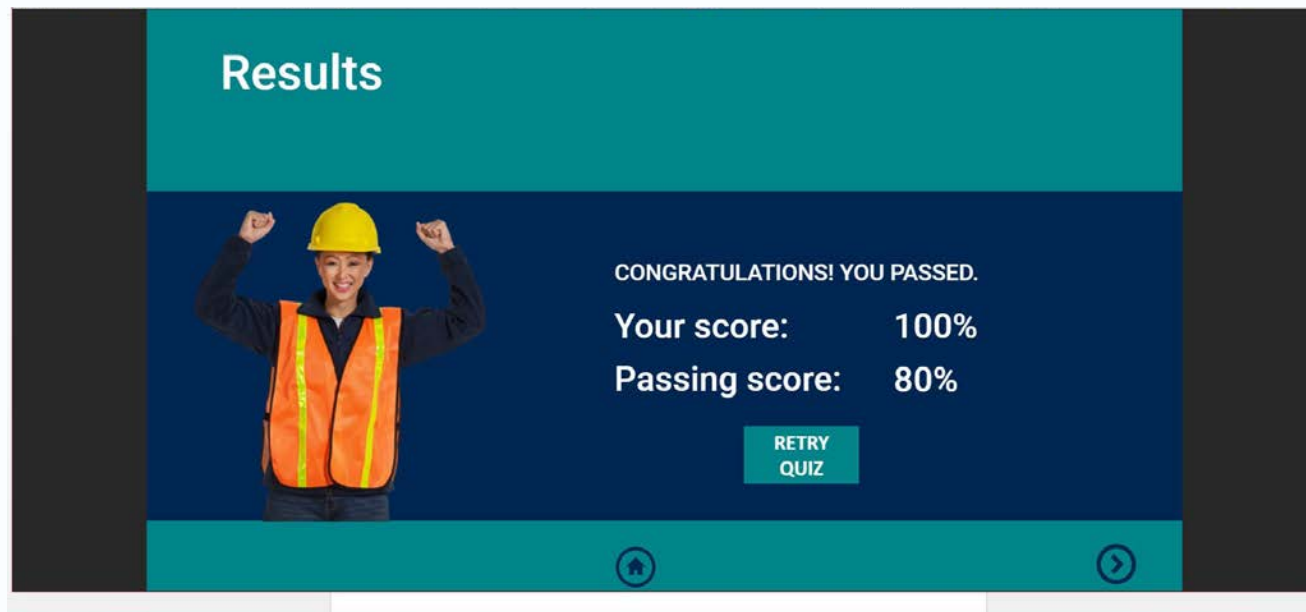 Results
CONGRATULATIONS! YOU PASSED.
Your score: 100%
Passing score: 80%
RETRY
QUIZ